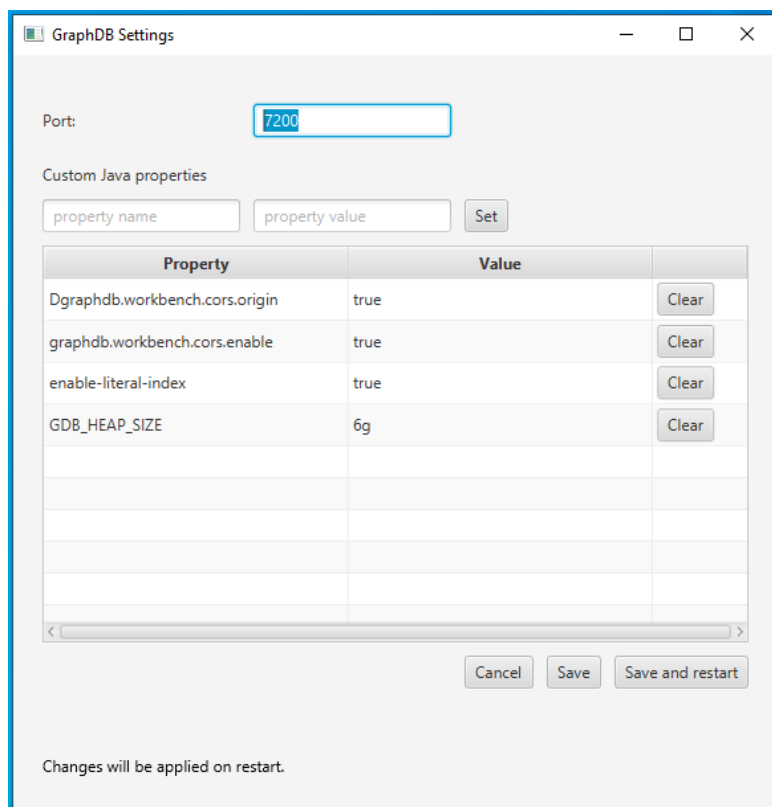 GraphDB Settings
Port: 7200
Custom Java properties
property name property value Set
Property Value
Dgraphdb.workbench.cors.origin true Clear
graphdb.workbench.cors.enable true Clear
enable-literal-index true Clear
GDB_HEAP_SIZE 6g Clear
Cancel Save Save and restart
Changes will be applied on restart.